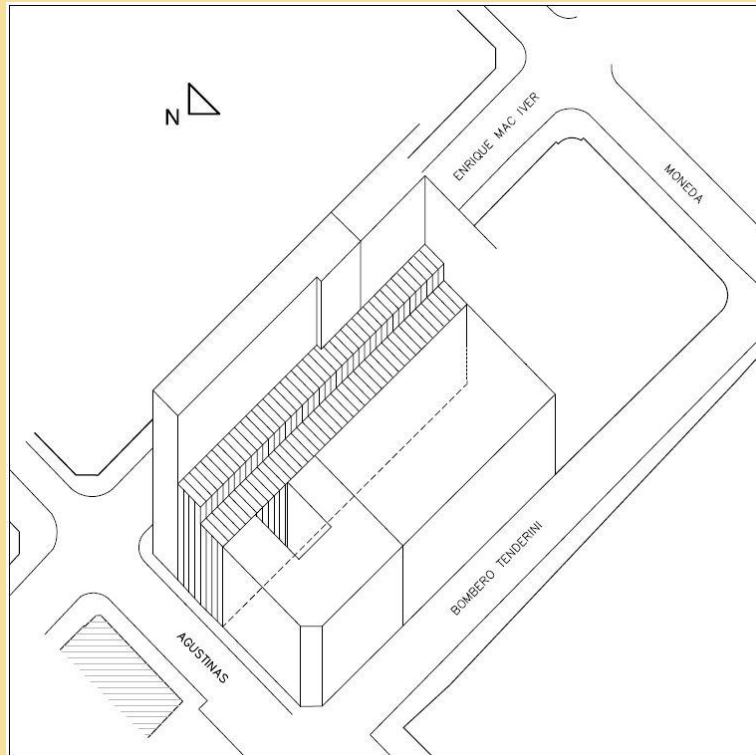 N
ENRIQUE MAC IVER
MONEDA
BOMBERO TENDERINI
AGUSTINAS